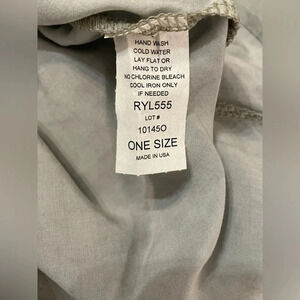 HAND WASH
COLD WATER
LAY FLAT OR
HANG TO DRY
NO CHLORINE BLEACH
COOL IRON ONLY
IF NEEDED
RYL555
LOT #
10145O
ONE SIZE
MADE IN USA